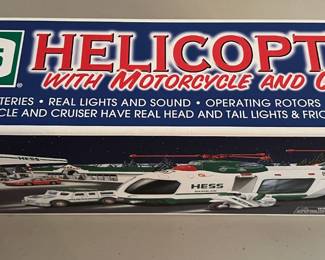 HELICOPT
WITH MOTORCYCLE AND C
TERIES • REAL LIGHTS AND SOUND • OPERATING ROTORS
CLE AND CRUISER HAVE REAL HEAD AND TAIL LIGHTS & FRIC
HESS